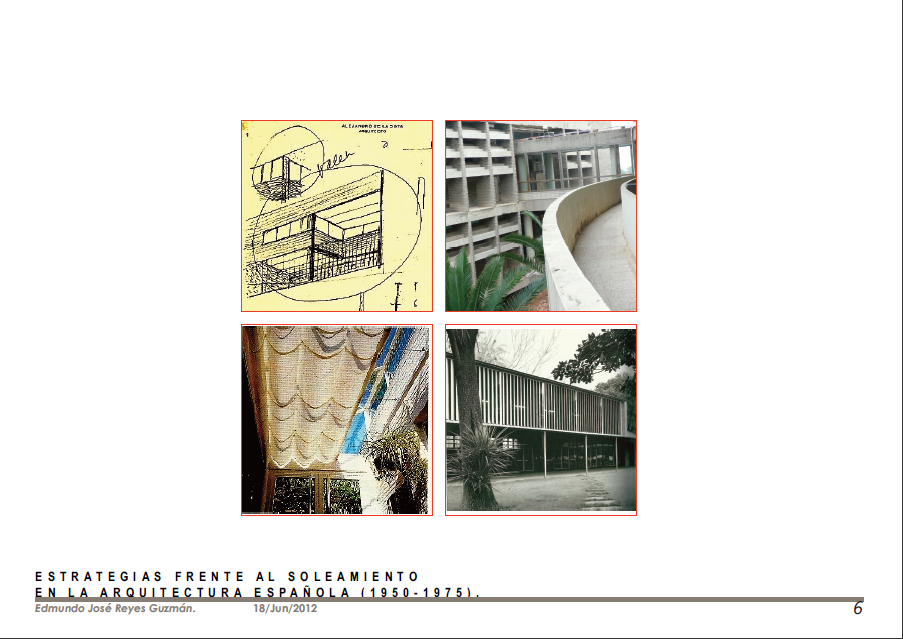 ALEJANDRO DE LA SOTA
ARQUITECTO
ESTRATEGIAS FRENTE AL SOLEAMIENTO
EN LA ARQUITECTURA ESPAÑOLA (1950-1975).
Edmundo José Reyes Guzmán. 18/Jun/2012
6